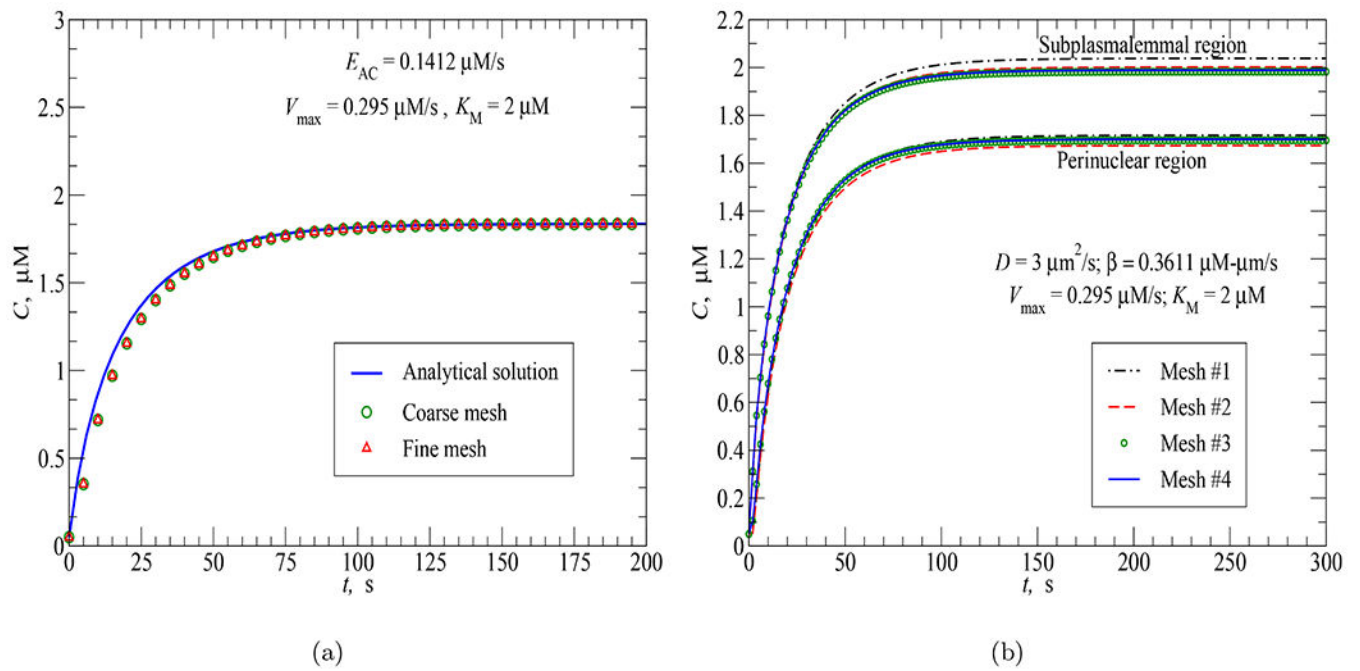 3
2.5
2
1.5
1
0.5
0
0 25 50 75 100 125 150 175 200
C, μM
t, s
E_AC = 0.1412 μM/s
V_max = 0.295 μM/s , K_M = 2 μM
Analytical solution
Coarse mesh
Fine mesh
(a)
2.2
2
1.8
1.6
1.4
1.2
1
0.8
0.6
0.4
0.2
0
0 50 100 150 200 250 300
C, μM
t, s
Subplasmalemmal region
Perinuclear region
D = 3 μm²/s; β = 0.3611 μM-μm/s
V_max = 0.295 μM/s; K_M = 2 μM
Mesh #1
Mesh #2
Mesh #3
Mesh #4
(b)